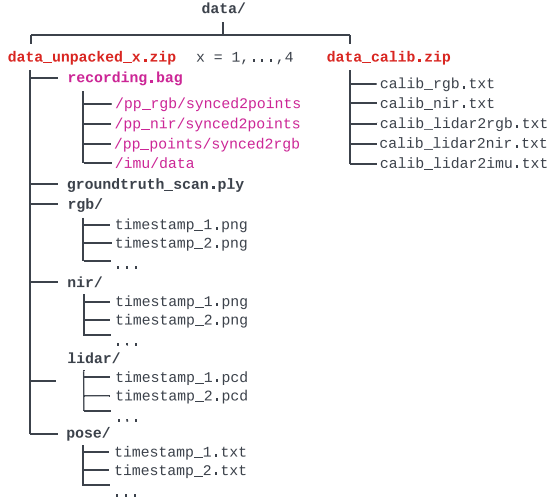 data/
data_unpacked_x.zip x = 1,...,4 data_calib.zip
recording.bag
/pp_rgb/synced2points
/pp_nir/synced2points
/pp_points/synced2rgb
/imu/data
groundtruth_scan.ply
rgb/
timestamp_1.png
timestamp_2.png
...
nir/
timestamp_1.png
timestamp_2.png
...
lidar/
timestamp_1.pcd
timestamp_2.pcd
...
pose/
timestamp_1.txt
timestamp_2.txt
...
calib_rgb.txt
calib_nir.txt
calib_lidar2rgb.txt
calib_lidar2nir.txt
calib_lidar2imu.txt